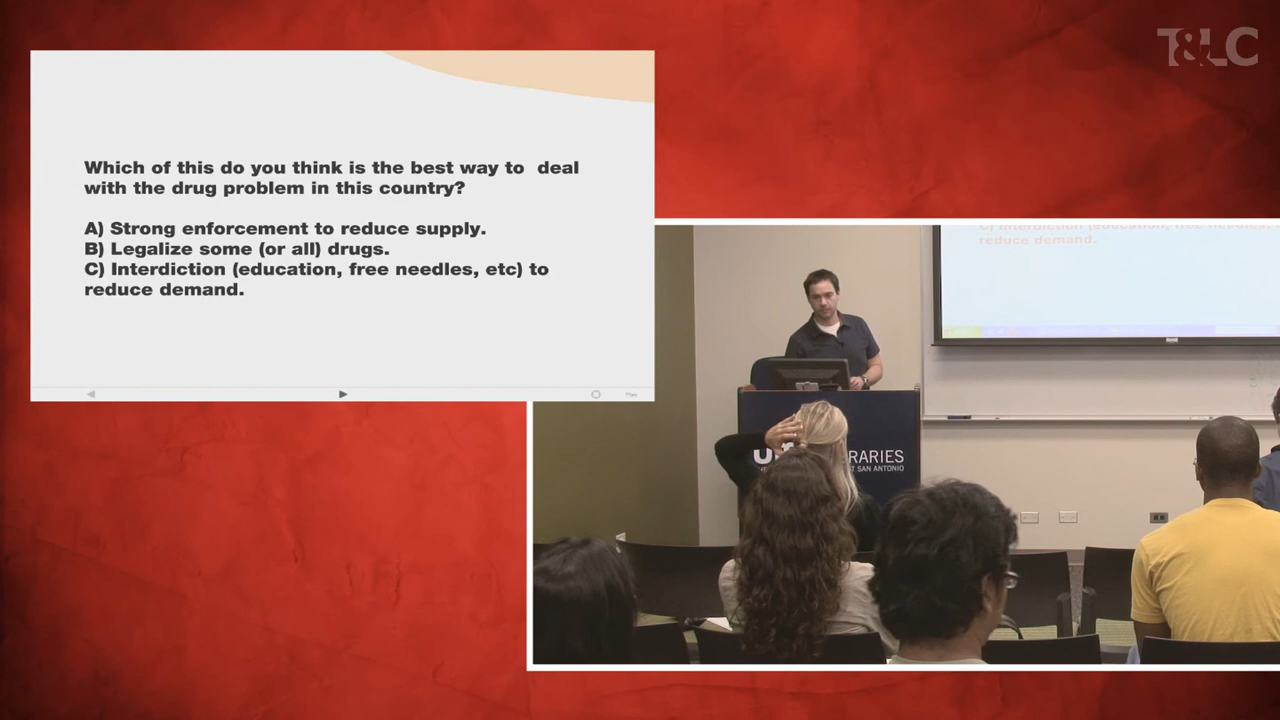 T&LC
Which of this do you think is the best way to deal
with the drug problem in this country?
A) Strong enforcement to reduce supply.
B) Legalize some (or all) drugs.
C) Interdiction (education, free needles, etc) to
reduce demand.
reduce demand.
RARIES
ST SAN ANTONIO